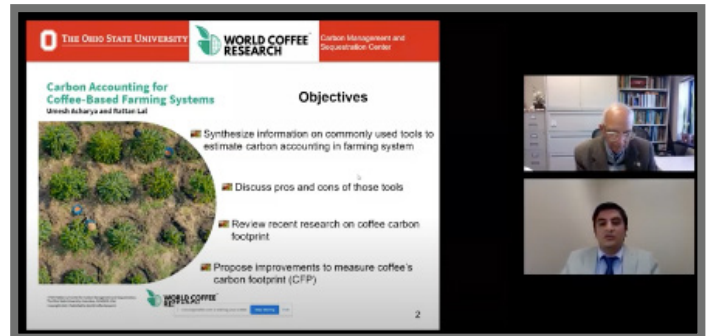 THE OHIO STATE UNIVERSITY
WORLD COFFEE
RESEARCH
Carbon Management and
Sequestration Center
Carbon Accounting for
Coffee-Based Farming Systems
Umesh Acharya and Rattan Lal
Objectives
Synthesize information on commonly used tools to
estimate carbon accounting in farming system
Discuss pros and cons of those tools
Review recent research on coffee carbon
footprint
Propose improvements to measure coffee's
carbon footprint (CFP)
WORLD COFFEE
2